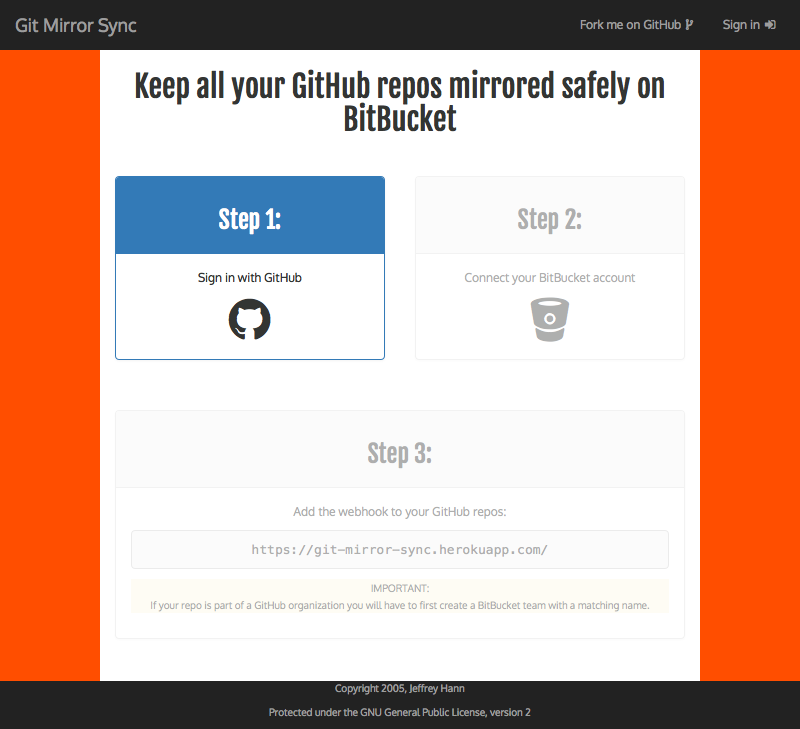 Git Mirror Sync
Fork me on GitHub
Sign in
Keep all your GitHub repos mirrored safely on
BitBucket
Step 1:
Sign in with GitHub
Step 2:
Connect your BitBucket account
Step 3:
Add the webhook to your GitHub repos:
https://git-mirror-sync.herokuapp.com/
IMPORTANT:
If your repo is part of a GitHub organization you will have to first create a BitBucket team with a matching name.
Copyright 2005, Jeffrey Hann
Protected under the GNU General Public License, version 2